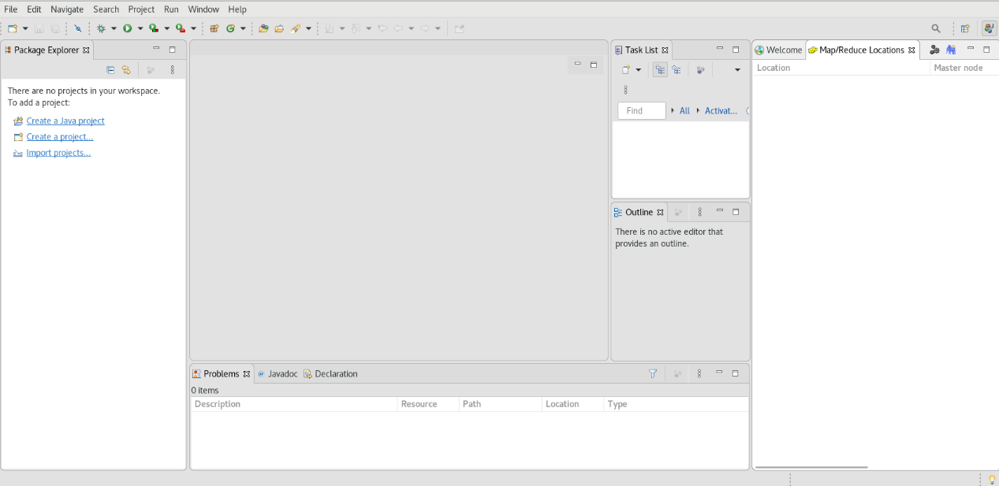 File Edit Navigate Search Project Run Window Help
Package Explorer
There are no projects in your workspace.
To add a project:
Create a Java project
Create a project...
Import projects...
Task List
Find All Activat...
Outline
There is no active editor that
provides an outline.
Welcome Map/Reduce Locations
Location Master node
Problems Javadoc Declaration
0 items
Description Resource Path Location Type